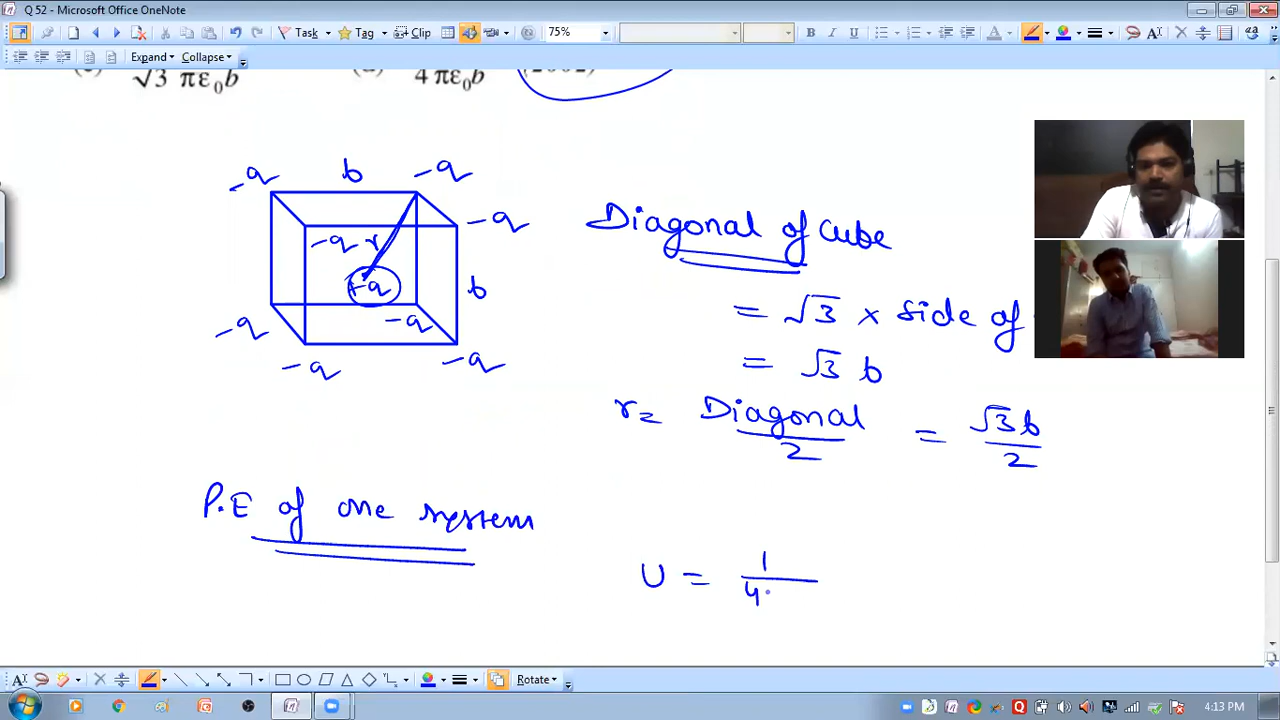 Q 52 - Microsoft Office OneNote
Task Tag Clip 75% B I U
Expand Collapse
√3 πε₀b 4 πε₀b
-q b -q
-q
-q r
+q b
-q -q
-q -q
Diagonal of Cube
= √3 × side of
= √3 b
r = Diagonal/2 = √3b/2
P.E of one system
U = 1/4
Rotate
4:13 PM